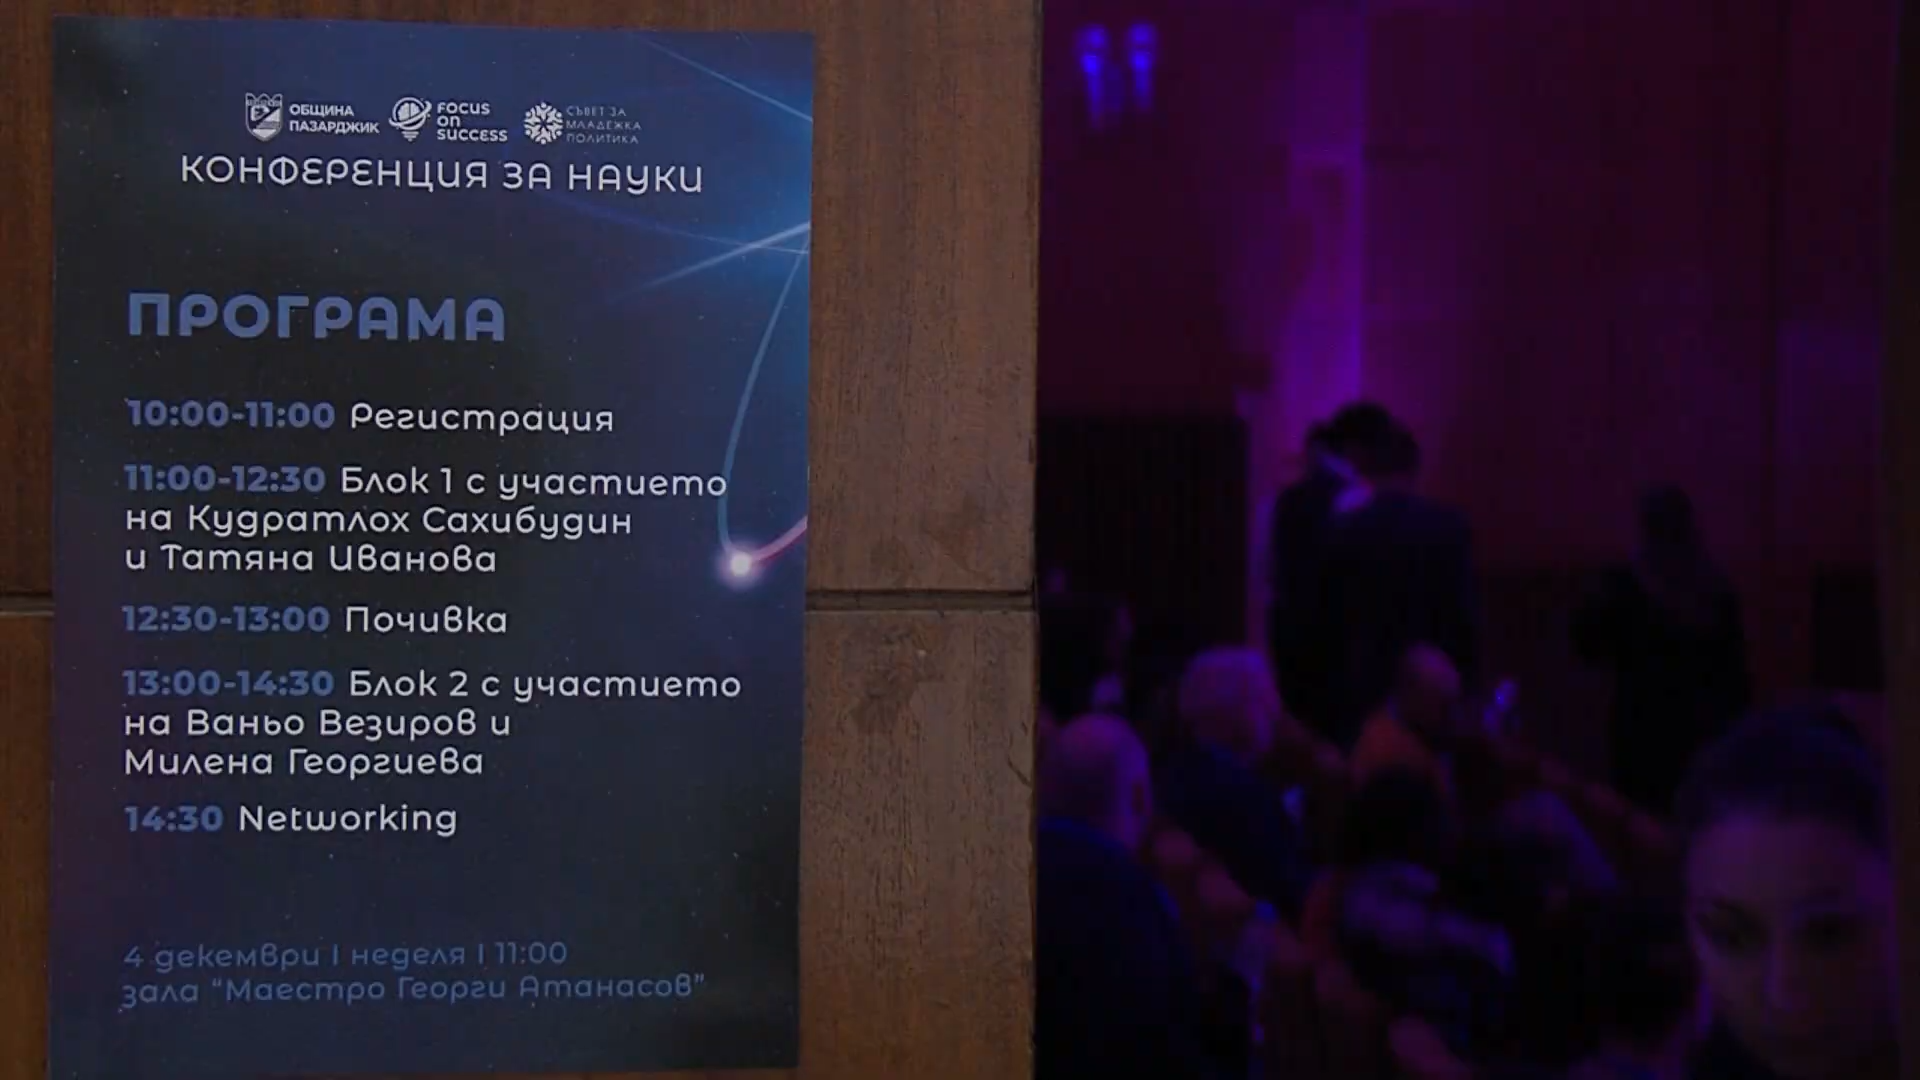 ОБЩИНА
ПАЗАРДЖИК
FOCUS
ON
SUCCESS
СЪВЕТ ЗА
МЛАДЕЖКА
ПОЛИТИКА
КОНФЕРЕНЦИЯ ЗА НАУКИ
ПРОГРАМА
10:00-11:00 Регистрация
11:00-12:30 Блок 1 с участието
на Кудратлох Сахибудин
и Татяна Иванова
12:30-13:00 Почивка
13:00-14:30 Блок 2 с участието
на Ваньо Везиров и
Милена Георгиева
14:30 Networking
4 декември | неделя | 11:00
зала “Маестро Георги Атанасов”